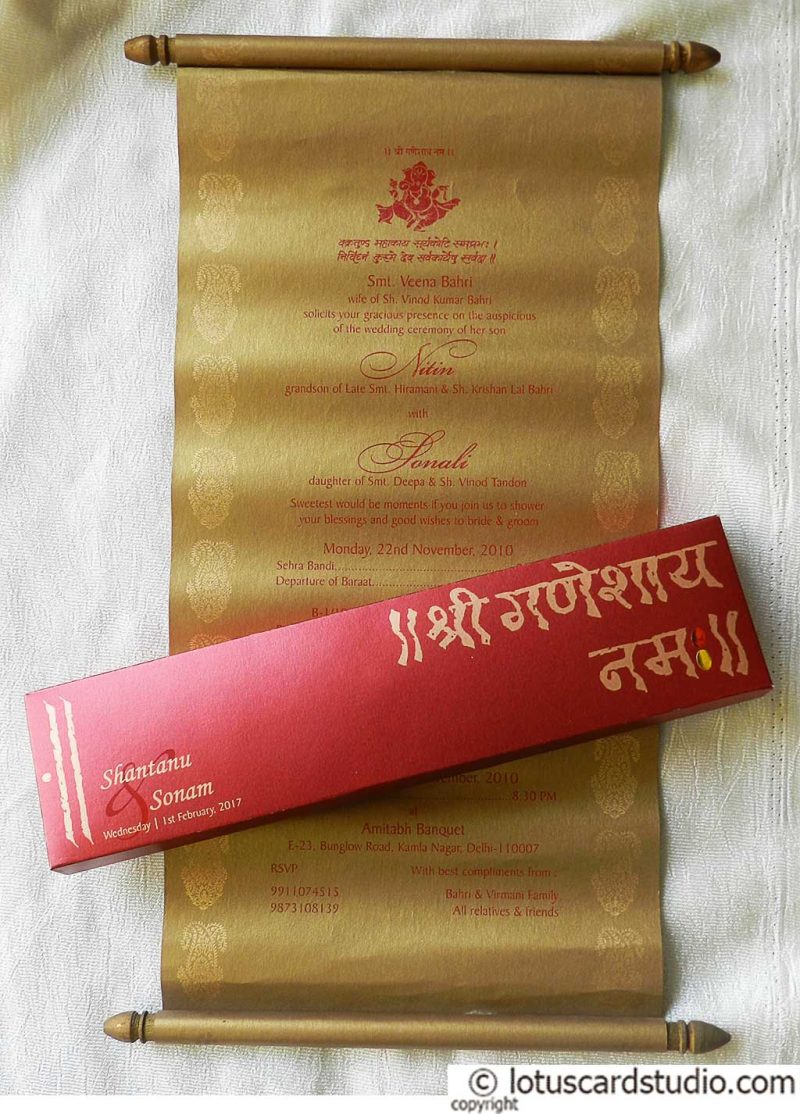 ।। श्री गणेशाय नमः ।।
वक्रतुण्ड महाकाय सूर्यकोटि समप्रभः ।
निर्विघ्नं कुरूमे देव सर्वकार्येषु सर्वदा ॥
Smt. Veena Bahri
wife of Sh. Vinod Kumar Bahri
solicits your gracious presence on the auspicious
of the wedding ceremony of her son
Nitin
grandson of Late Smt. Hiramani & Sh. Krishan Lal Bahri
with
Sonali
daughter of Smt. Deepa & Sh. Vinod Tandon
Sweetest would be moments if you join us to shower
your blessings and good wishes to bride & groom
Monday, 22nd November, 2010
Sehra Bandi
Departure of Baraat
॥श्री गणेशाय
नमः॥
Shantanu
&
Sonam
Wednesday | 1st February, 2017
2010
8:30 PM
at
Amitabh Banquet
E-23, Bunglow Road, Kamla Nagar, Delhi-110007
RSVP
9911074515
9873108139
With best compliments from :
Bahri & Virmani Family
All relatives & friends
© lotuscardstudio.com
copyright